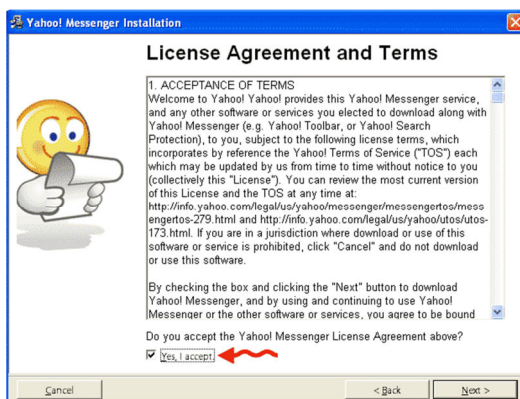 Yahoo! Messenger Installation
License Agreement and Terms
1. ACCEPTANCE OF TERMS
Welcome to Yahoo! Yahoo! provides this Yahoo! Messenger service,
and any other software or services you elected to download along with
Yahoo! Messenger (e.g. Yahoo! Toolbar, or Yahoo! Search
Protection), to you, subject to the following license terms, which
incorporates by reference the Yahoo! Terms of Service ("TOS") each
which may be updated by us from time to time without notice to you
(collectively this "License"). You can review the most current version
of this License and the TOS at any time at:
http://info.yahoo.com/legal/us/yahoo/messenger/messengertos/mess
engertos-279.html and http://info.yahoo.com/legal/us/yahoo/utos/utos-
173.html. If you are in a jurisdiction where download or use of this
software or service is prohibited, click "Cancel" and do not download
or use this software.
By checking the box and clicking the "Next" button to download
Yahoo! Messenger, and by using and continuing to use Yahoo!
Messenger or the other software or services, you agree to be bound
Do you accept the Yahoo! Messenger License Agreement above?
Yes, I accept.
Cancel
< Back
Next >